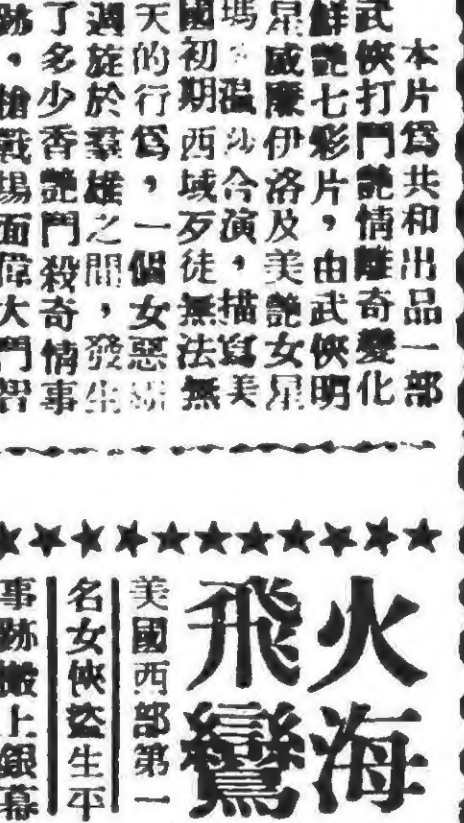 本片爲共和出品一部
武俠打鬥艷情離奇變化
鮮艷七彩片，由武俠明
星威廉伊洛及美艷女星
瑪 溫沙合演，描寫美
國初期西域歹徒無法無
天的行爲，一個女惡
週旋於羣雄之間，發生
了多少香艷鬥殺奇情事
跡。槍戰場面偉大鬥智
火海
飛鸞
美國西部第一
名女俠盜生平
事跡搬上銀幕